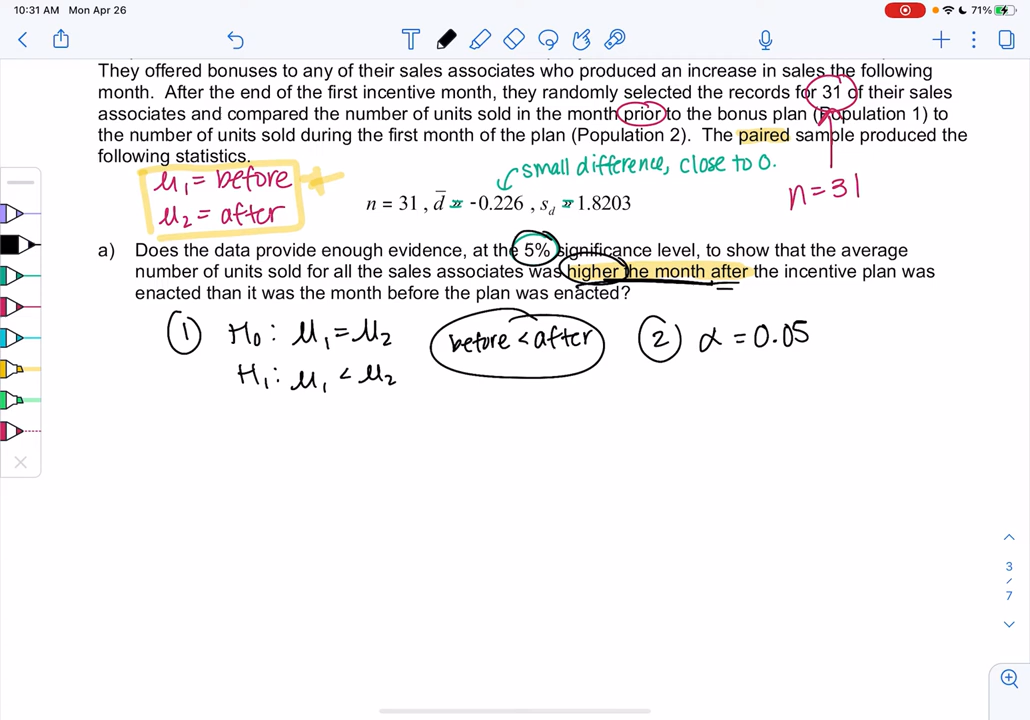 10:31 AM Mon Apr 26
71%
They offered bonuses to any of their sales associates who produced an increase in sales the following
month. After the end of the first incentive month, they randomly selected the records for 31 of their sales
associates and compared the number of units sold in the month prior to the bonus plan (Population 1) to
the number of units sold during the first month of the plan (Population 2). The paired sample produced the
following statistics.
small difference, close to 0.
μ₁ = before
μ₂ = after
n = 31 , d̄ = -0.226 , s_d = 1.8203
n = 31
a) Does the data provide enough evidence, at the 5% significance level, to show that the average
number of units sold for all the sales associates was higher the month after the incentive plan was
enacted than it was the month before the plan was enacted?
① H₀: μ₁ = μ₂
H₁: μ₁ < μ₂
before < after
② α = 0.05
3
/
7